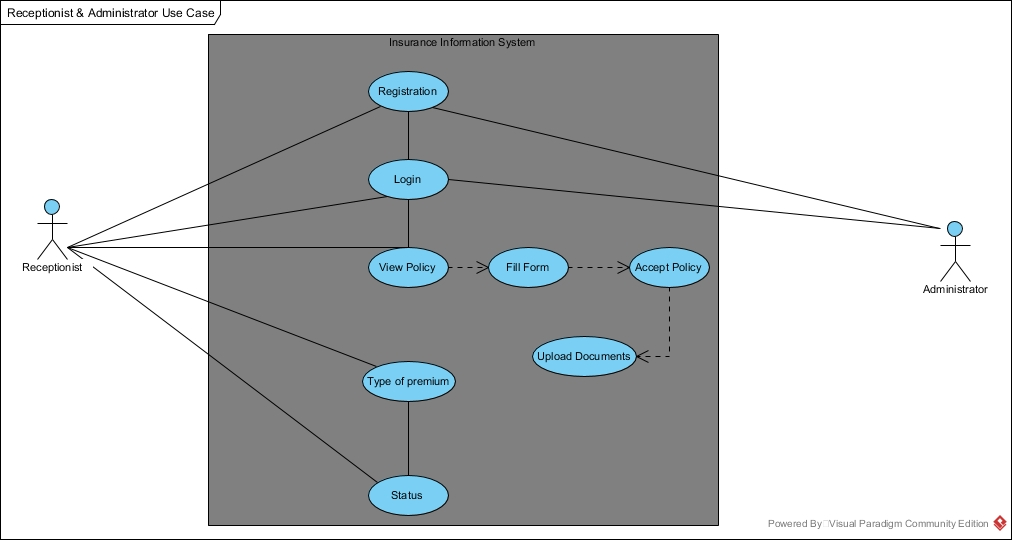 Receptionist & Administrator Use Case
Insurance Information System
Registration
Login
Receptionist
View Policy
Fill Form
Accept Policy
Administrator
Upload Documents
Type of premium
Status
Powered By Visual Paradigm Community Edition